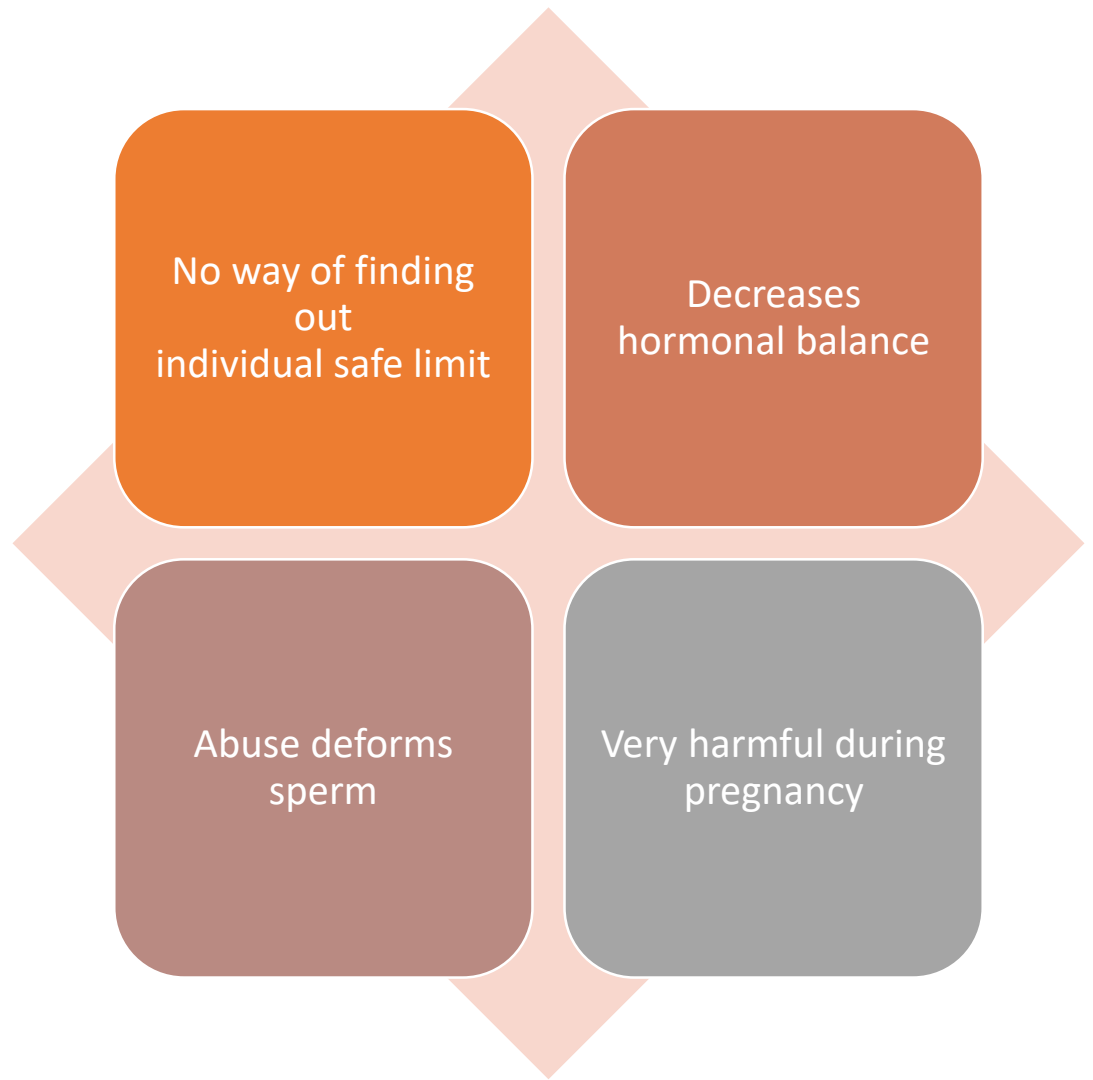 No way of finding
out
individual safe limit
Decreases
hormonal balance
Abuse deforms
sperm
Very harmful during
pregnancy